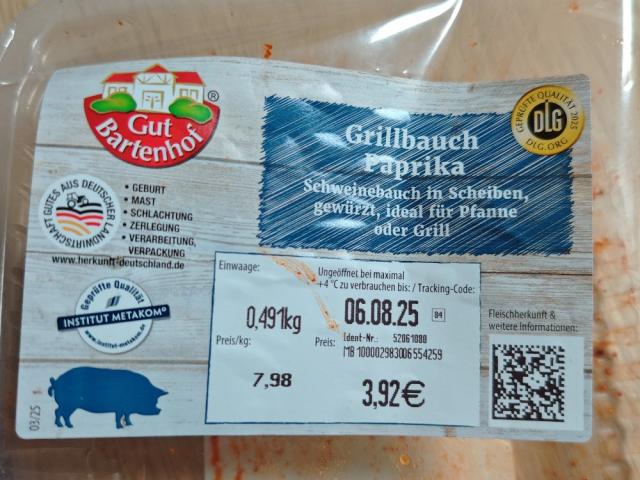 Gut
Bartenhof®
GEPRÜFTE QUALITÄT 2025
DLG
DLG.ORG
Grillbauch
Paprika
Schweinebauch in Scheiben,
gewürzt, ideal für Pfanne
oder Grill
GUTES AUS DEUTSCHER LANDWIRTSCHAFT
• GEBURT
• MAST
• SCHLACHTUNG
• ZERLEGUNG
• VERARBEITUNG,
VERPACKUNG
www.herkunft-deutschland.de
Geprüfte Qualität
INSTITUT METAKOM®
www.institut-metakom.de
03/25
Einwaage:
0,491kg
Preis/kg:
7,98
Ungeöffnet bei maximal
+4 °C zu verbrauchen bis: / Tracking-Code:
06.08.25 84
Ident-Nr.: 52061080
MB 100002983006554259
Preis:
3,92€
Fleischherkunft &
weitere Informationen: